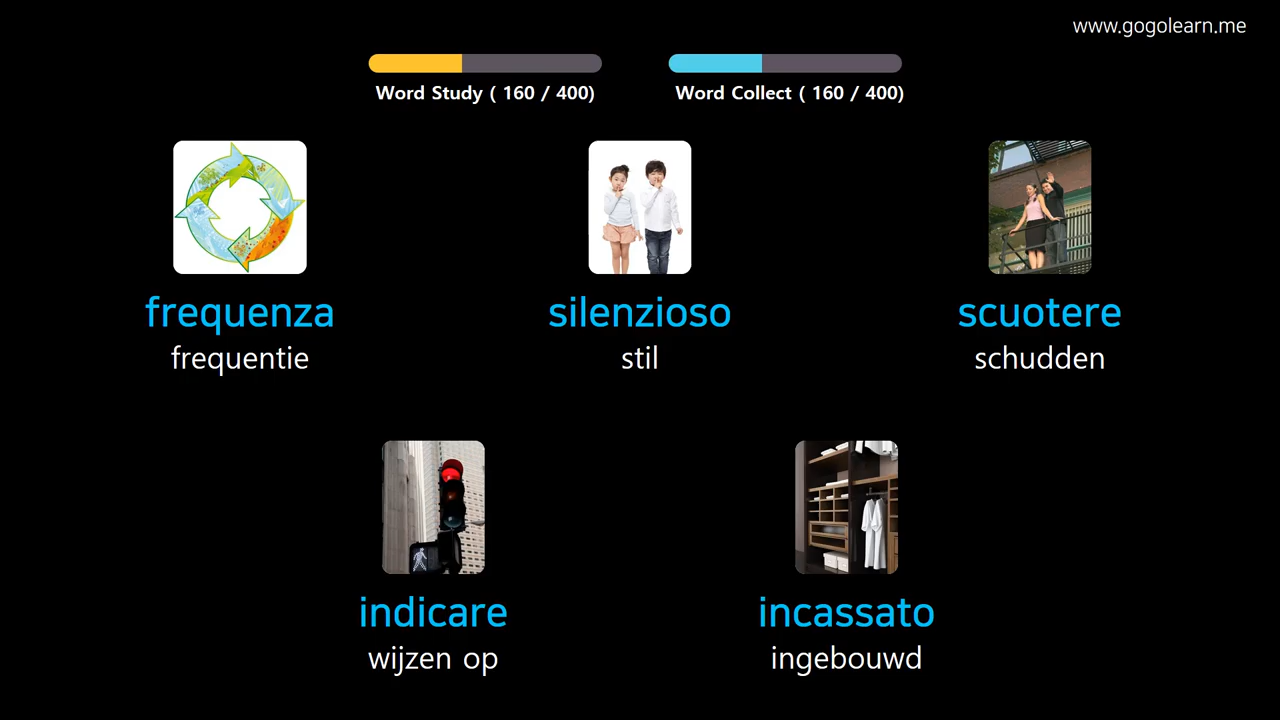 www.gogolearn.me
Word Study ( 160 / 400)
Word Collect ( 160 / 400)
frequenza
frequentie
silenzioso
stil
scuotere
schudden
indicare
wijzen op
incassato
ingebouwd